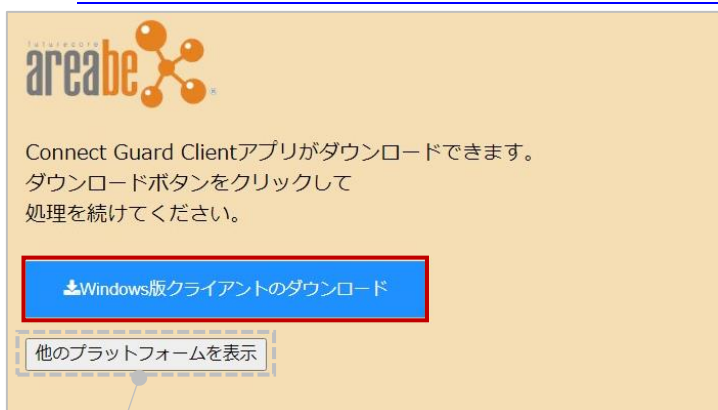 futuresore
areabe
®
Connect Guard Clientアプリがダウンロードできます。
ダウンロードボタンをクリックして
処理を続けてください。
Windows版クライアントのダウンロード
他のプラットフォームを表示